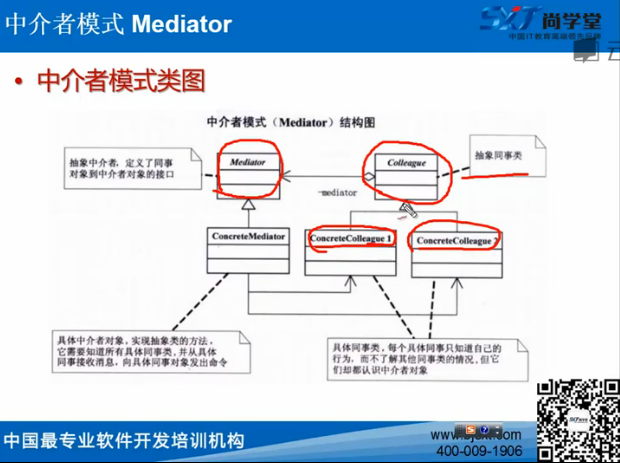 中介者模式 Mediator
SXT 尚学堂
中国IT教育高端领先品牌
云
• 中介者模式类图
中介者模式（Mediator）结构图
抽象中介者，定义了同事
对象到中介者对象的接口
Mediator
Colleague
抽象同事类
-mediator
ConcreteMediator
ConcreteColleague 1
ConcreteColleague 2
具体中介者对象，实现抽象类的方法，
它需要知道所有具体同事类，并从具体
同事接收消息，向具体同事对象发出命令
具体同事类，每个具体同事只知道自己的
行为，而不了解其他同事类的情况，但它
们却都认识中介者对象
中国最专业软件开发培训机构
400-009-1906